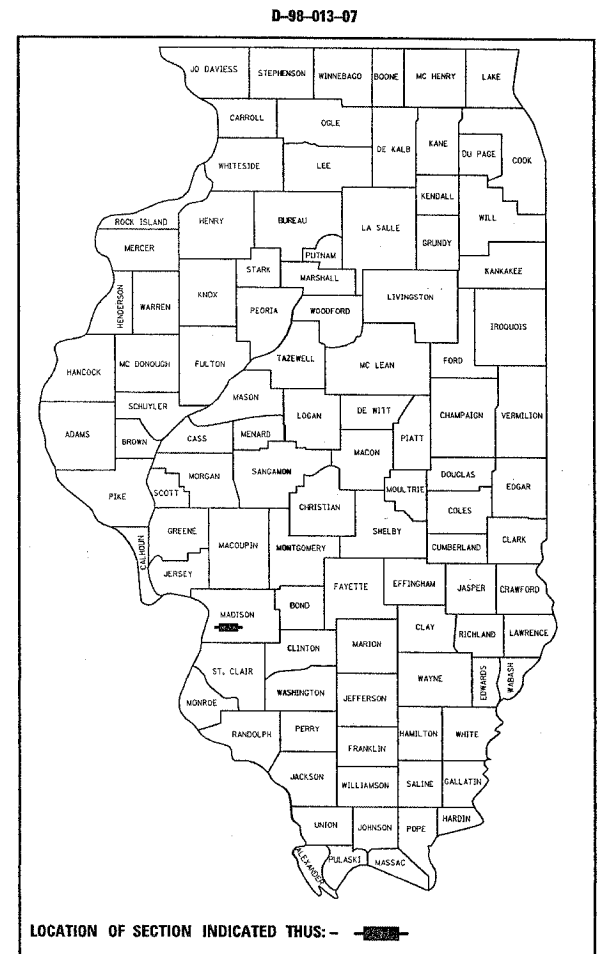 D-98-013-07
JO DAVIESS STEPHENSON WINNEBAGO BOONE MC HENRY LAKE
CARROLL OGLE
DE KALB KANE DU PAGE COOK
WHITESIDE LEE
KENDALL
ROCK ISLAND HENRY BUREAU LA SALLE GRUNDY WILL
MERCER PUTNAM
STARK MARSHALL KANKAKEE
HENDERSON WARREN KNOX PEORIA WOODFORD LIVINGSTON IROQUOIS
HANCOCK MC DONOUGH FULTON TAZEWELL MC LEAN FORD
MASON
SCHUYLER LOGAN DE WITT CHAMPAIGN VERMILION
ADAMS BROWN CASS MENARD PIATT
MACON
PIKE SCOTT MORGAN SANGAMON MOULTRIE DOUGLAS EDGAR
CHRISTIAN COLES
GREENE MACOUPIN SHELBY
CALHOUN MONTGOMERY CUMBERLAND CLARK
JERSEY FAYETTE EFFINGHAM JASPER CRAWFORD
MADISON BOND
CLAY RICHLAND LAWRENCE
CLINTON MARION
ST. CLAIR WAYNE EDWARDS WABASH
WASHINGTON JEFFERSON
MONROE
RANDOLPH PERRY HAMILTON WHITE
FRANKLIN
JACKSON WILLIAMSON SALINE GALLATIN
UNION JOHNSON POPE HARDIN
ALEXANDER PULASKI MASSAC
LOCATION OF SECTION INDICATED THUS: -